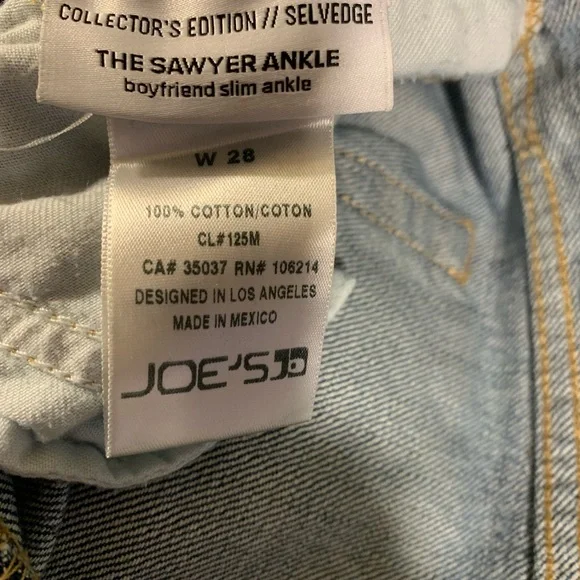 COLLECTOR'S EDITION // SELVEDGE
THE SAWYER ANKLE
boyfriend slim ankle
W 28
100% COTTON/COTON
CL#125M
CA# 35037 RN# 106214
DESIGNED IN LOS ANGELES
MADE IN MEXICO
JOE'S JD